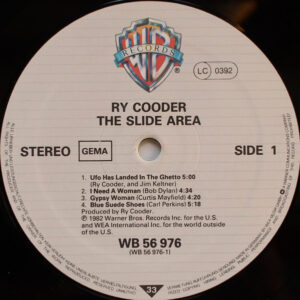 WB
RECORDS
LC 0392
RY COODER
THE SLIDE AREA
STEREO
GEMA
SIDE 1
1. Ufo Has Landed In The Ghetto 5:00
(Ry Cooder, and Jim Keltner)
2. I Need A Woman (Bob Dylan) 4:34
3. Gypsy Woman (Curtis Mayfield) 4:20
4. Blue Suede Shoes (Carl Perkins) 5:18
Produced by Ry Cooder.
℗ 1982 Warner Bros. Records Inc. for the U.S.
and WEA International Inc. for the world outside
of the U.S.
WB 56 976
(WB 56 976-1)
33